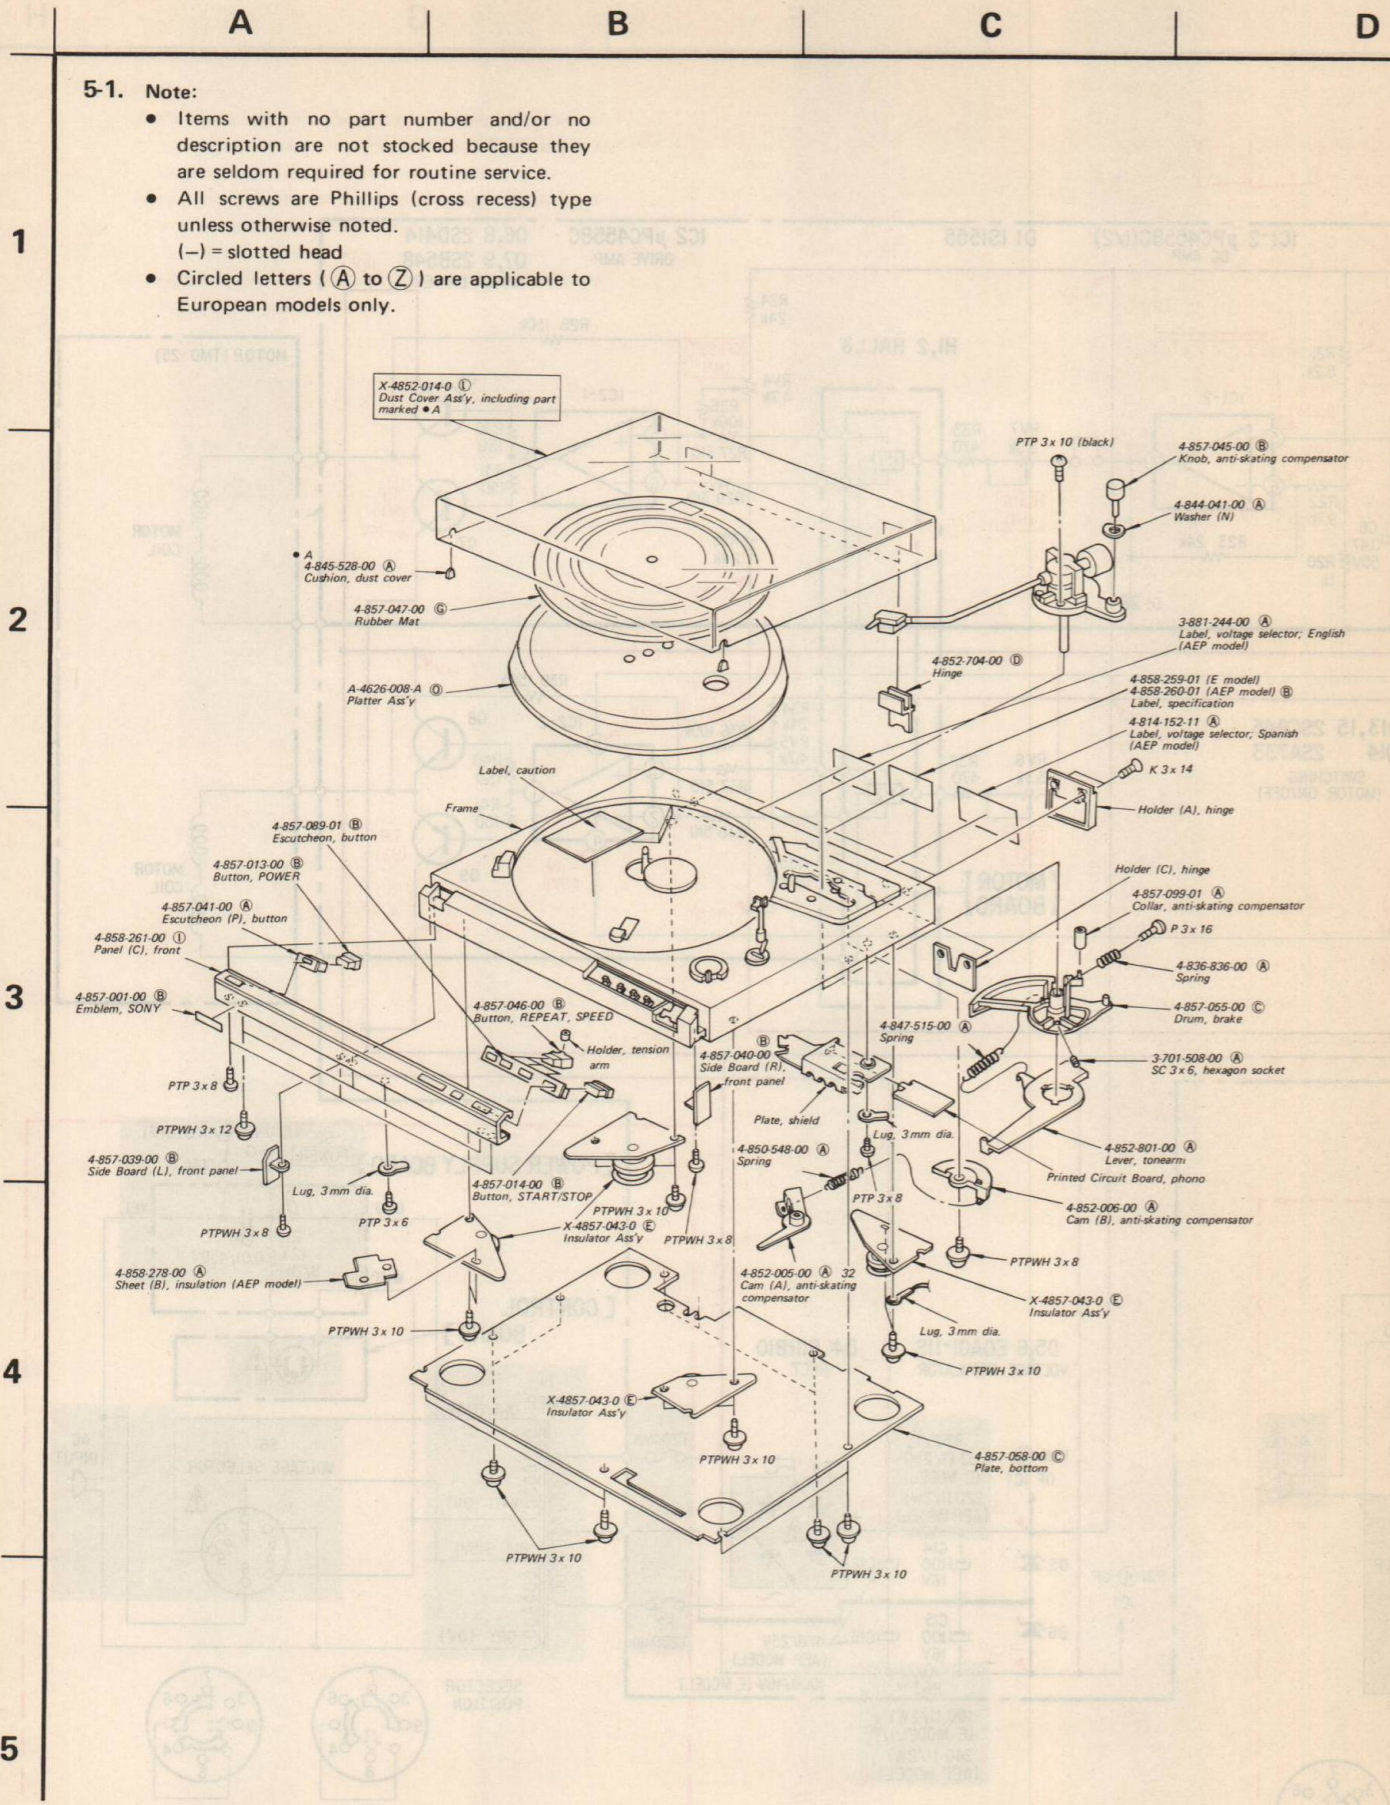 A
B
C
D
5-1. Note:
● Items with no part number and/or no
description are not stocked because they
are seldom required for routine service.
● All screws are Phillips (cross recess) type
unless otherwise noted.
(—) = slotted head
● Circled letters (Ⓐ to Ⓩ) are applicable to
European models only.
1
X-4852-014-0 Ⓛ
Dust Cover Ass'y, including part
marked ● A
PTP 3 x 10 (black)
4-857-045-00 Ⓑ
Knob, anti-skating compensator
4-844-041-00 Ⓐ
Washer (N)
● A
4-845-528-00 Ⓐ
Cushion, dust cover
4-857-047-00 Ⓖ
Rubber Mat
2
3-881-244-00 Ⓐ
Label, voltage selector; English
(AEP model)
4-852-704-00 Ⓓ
Hinge
A-4626-008-A Ⓞ
Platter Ass'y
4-858-259-01 (E model)
4-858-260-01 (AEP model) Ⓑ
Label, specification
4-814-152-11 Ⓐ
Label, voltage selector; Spanish
(AEP model)
K 3 x 14
Label, caution
Frame
Holder (A), hinge
4-857-089-01 Ⓑ
Escutcheon, button
4-857-013-00 Ⓑ
Button, POWER
4-857-041-00 Ⓐ
Escutcheon (P), button
4-858-261-00 Ⓘ
Panel (C), front
4-857-001-00 Ⓑ
Emblem, SONY
Holder (C), hinge
4-857-099-01 Ⓐ
Collar, anti-skating compensator
P 3 x 16
4-836-836-00 Ⓐ
Spring
4-857-055-00 Ⓒ
Drum, brake
3
4-857-046-00 Ⓑ
Button, REPEAT, SPEED
Holder, tension
arm
Ⓑ
4-857-040-00
Side Board (R),
front panel
4-847-515-00 Ⓐ
Spring
3-701-508-00 Ⓐ
SC 3 x 6, hexagon socket
PTP 3 x 8
PTPWH 3 x 12
Plate, shield
Lug, 3 mm dia.
4-852-801-00 Ⓐ
Lever, tonearm
Printed Circuit Board, phono
4-857-039-00 Ⓑ
Side Board (L), front panel
Lug, 3 mm dia.
4-850-548-00 Ⓐ
Spring
4-857-014-00 Ⓑ
Button, START/STOP
PTP 3 x 8
4-852-006-00 Ⓐ
Cam (B), anti-skating compensator
PTPWH 3 x 8
PTP 3 x 6
PTPWH 3 x 10
X-4857-043-0 Ⓔ
Insulator Ass'y
PTPWH 3 x 8
PTPWH 3 x 8
4-858-278-00 Ⓐ
Sheet (B), insulation (AEP model)
4-852-005-00 Ⓐ 32
Cam (A), anti-skating
compensator
X-4857-043-0 Ⓔ
Insulator Ass'y
PTPWH 3 x 10
Lug, 3 mm dia.
PTPWH 3 x 10
4
X-4857-043-0 Ⓔ
Insulator Ass'y
PTPWH 3 x 10
4-857-058-00 Ⓒ
Plate, bottom
PTPWH 3 x 10
PTPWH 3 x 10
5